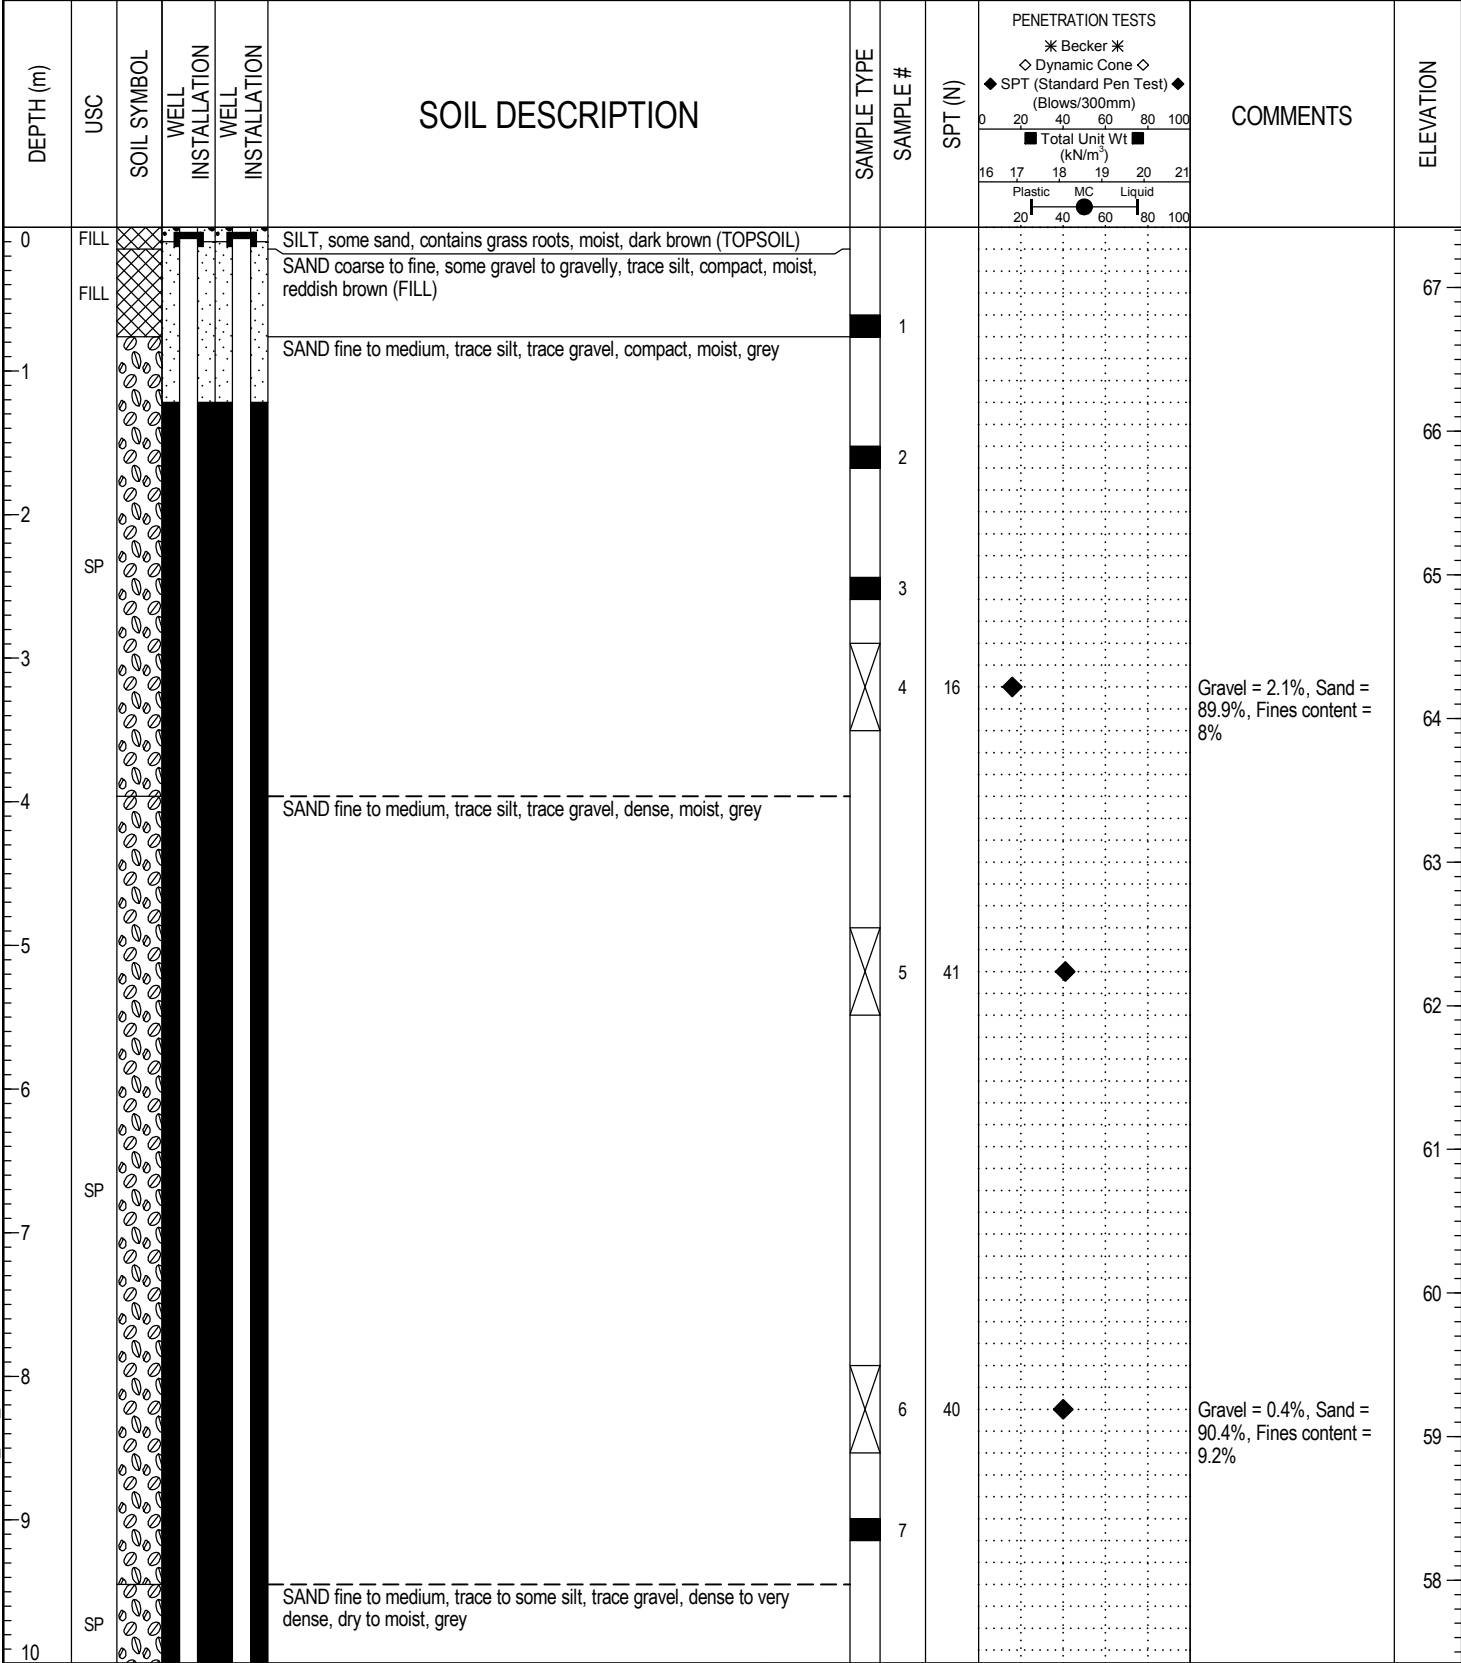 DEPTH (m)
USC
SOIL SYMBOL
WELL
INSTALLATION
WELL
INSTALLATION
SOIL DESCRIPTION
SAMPLE TYPE
SAMPLE #
SPT (N)
PENETRATION TESTS
✳ Becker ✳
◇ Dynamic Cone ◇
◆ SPT (Standard Pen Test) ◆
(Blows/300mm)
0 20 40 60 80 100
■ Total Unit Wt ■
(kN/m³)
16 17 18 19 20 21
Plastic MC Liquid
20 40 60 80 100
COMMENTS
ELEVATION
0
FILL
SILT, some sand, contains grass roots, moist, dark brown (TOPSOIL)
SAND coarse to fine, some gravel to gravelly, trace silt, compact, moist,
reddish brown (FILL)
FILL
67
1
SAND fine to medium, trace silt, trace gravel, compact, moist, grey
1
66
2
2
SP
65
3
3
4
16
Gravel = 2.1%, Sand =
89.9%, Fines content =
8%
64
4
SAND fine to medium, trace silt, trace gravel, dense, moist, grey
63
5
5
41
62
6
61
SP
7
60
8
6
40
Gravel = 0.4%, Sand =
90.4%, Fines content =
9.2%
59
9
7
58
SAND fine to medium, trace to some silt, trace gravel, dense to very
dense, dry to moist, grey
SP
10